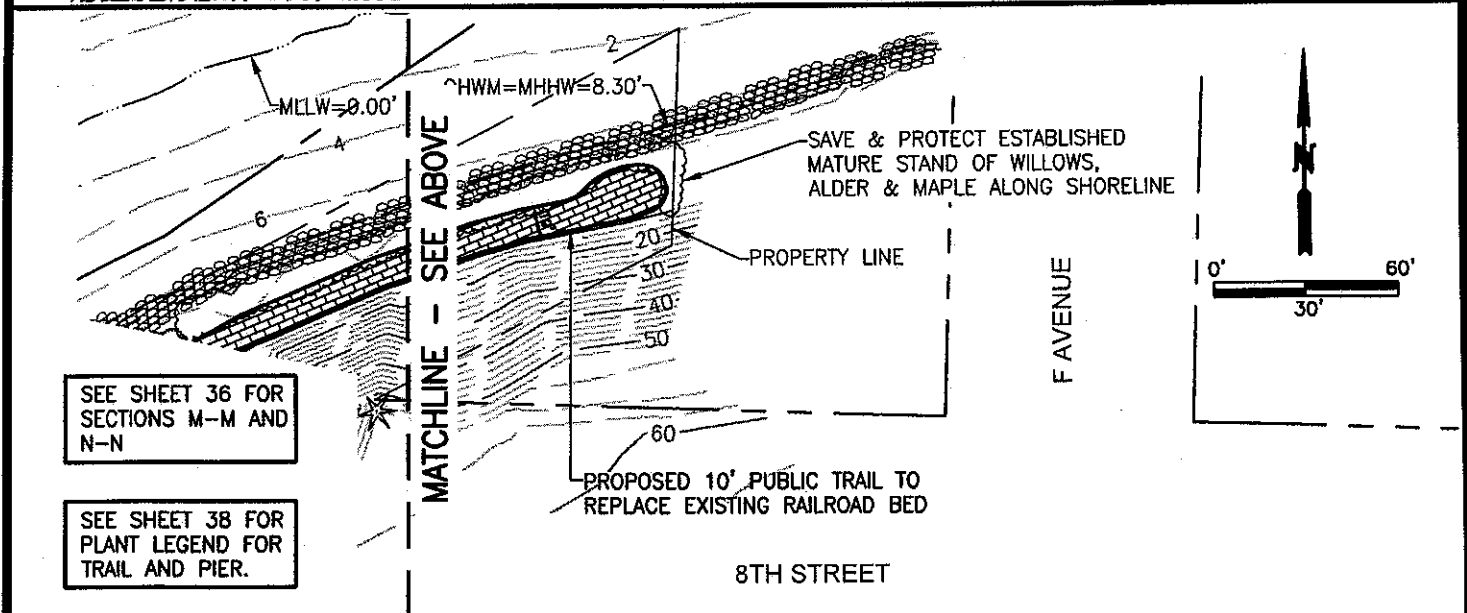 2
^HWM=MHHW=8.30'
MLLW=0.00'
4
6
MATCHLINE - SEE ABOVE
SAVE & PROTECT ESTABLISHED
MATURE STAND OF WILLOWS,
ALDER & MAPLE ALONG SHORELINE
N
20
30
40
50
60
PROPERTY LINE
F AVENUE
0'
60'
30'
SEE SHEET 36 FOR
SECTIONS M-M AND
N-N
PROPOSED 10' PUBLIC TRAIL TO
REPLACE EXISTING RAILROAD BED
SEE SHEET 38 FOR
PLANT LEGEND FOR
TRAIL AND PIER.
8TH STREET